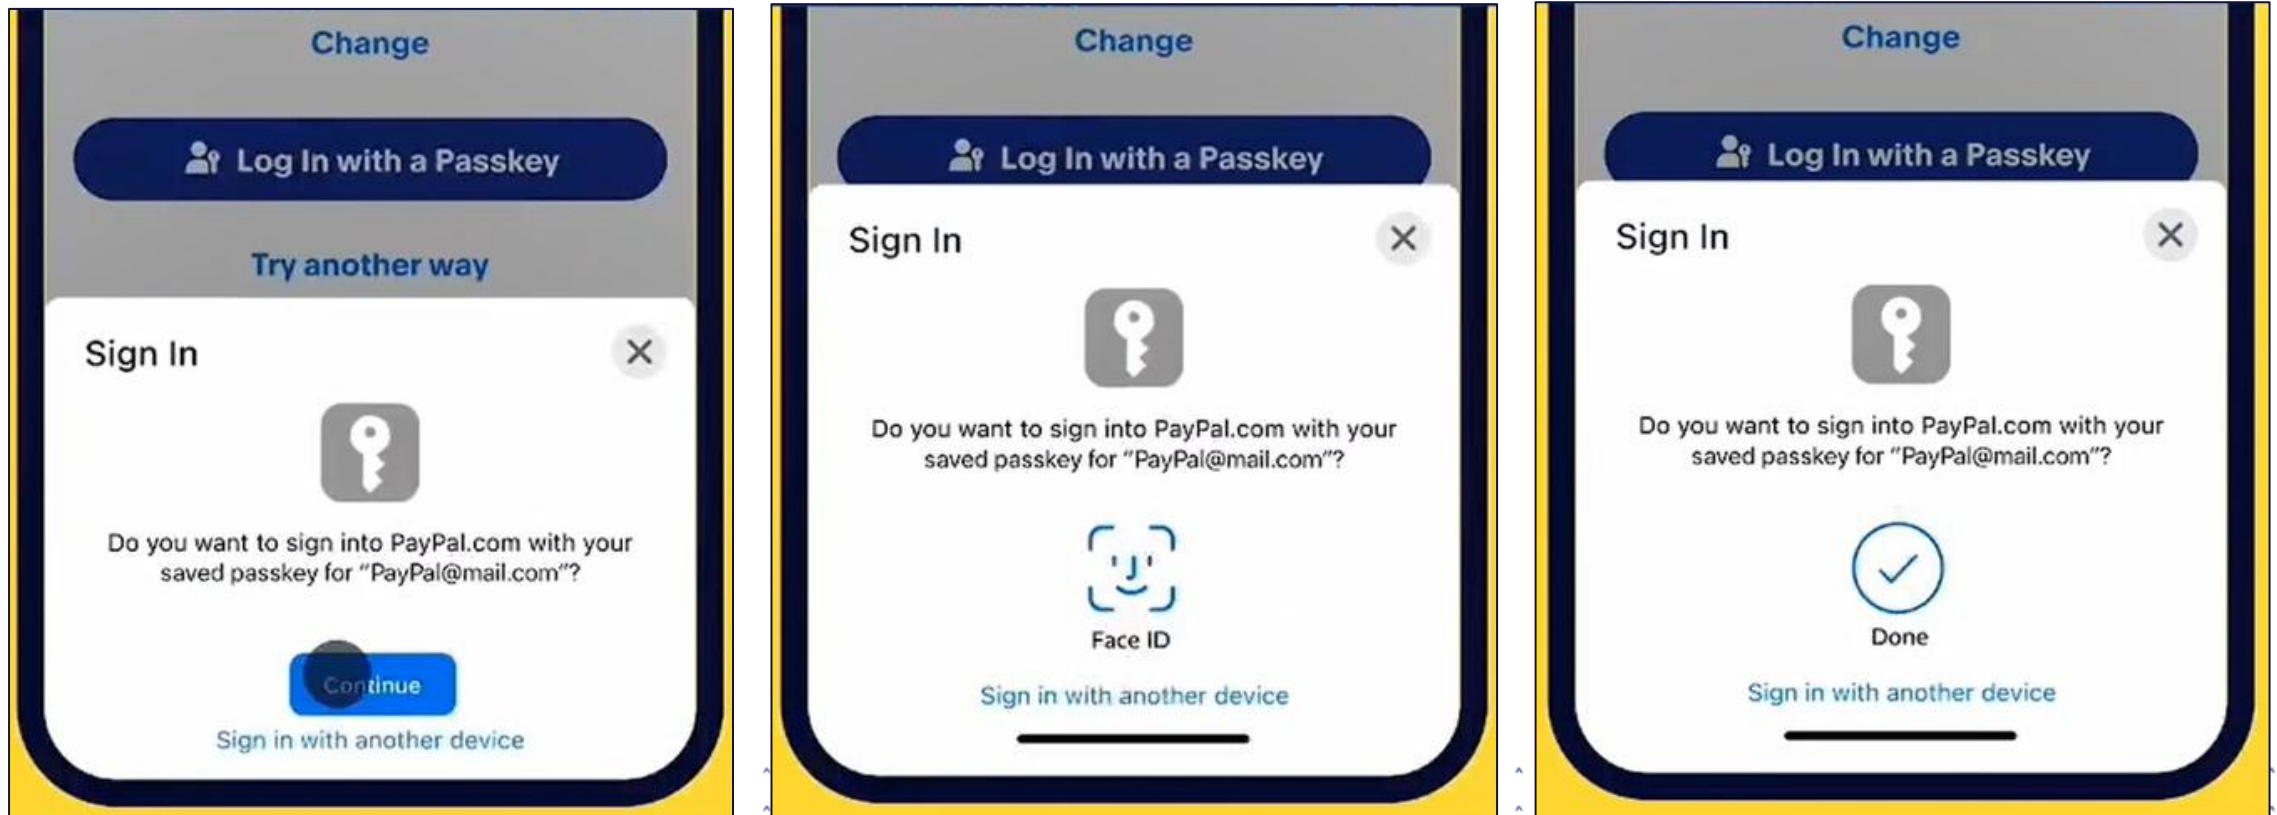 Change
Log In with a Passkey
Try another way
Sign In
Do you want to sign into PayPal.com with your
saved passkey for “PayPal@mail.com”?
Continue
Sign in with another device
Change
Log In with a Passkey
Sign In
Do you want to sign into PayPal.com with your
saved passkey for “PayPal@mail.com”?
Face ID
Sign in with another device
Change
Log In with a Passkey
Sign In
Do you want to sign into PayPal.com with your
saved passkey for “PayPal@mail.com”?
Done
Sign in with another device